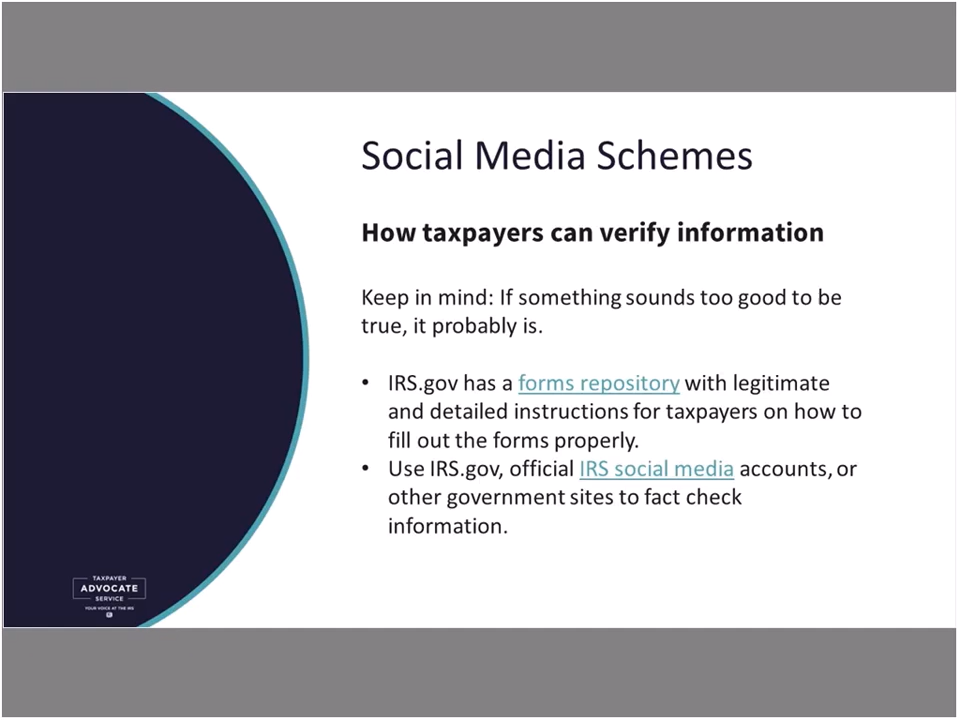 Social Media Schemes
How taxpayers can verify information
Keep in mind: If something sounds too good to be
true, it probably is.
• IRS.gov has a forms repository with legitimate
and detailed instructions for taxpayers on how to
fill out the forms properly.
• Use IRS.gov, official IRS social media accounts, or
other government sites to fact check
information.
TAXPAYER
ADVOCATE
SERVICE
YOUR VOICE AT THE IRS